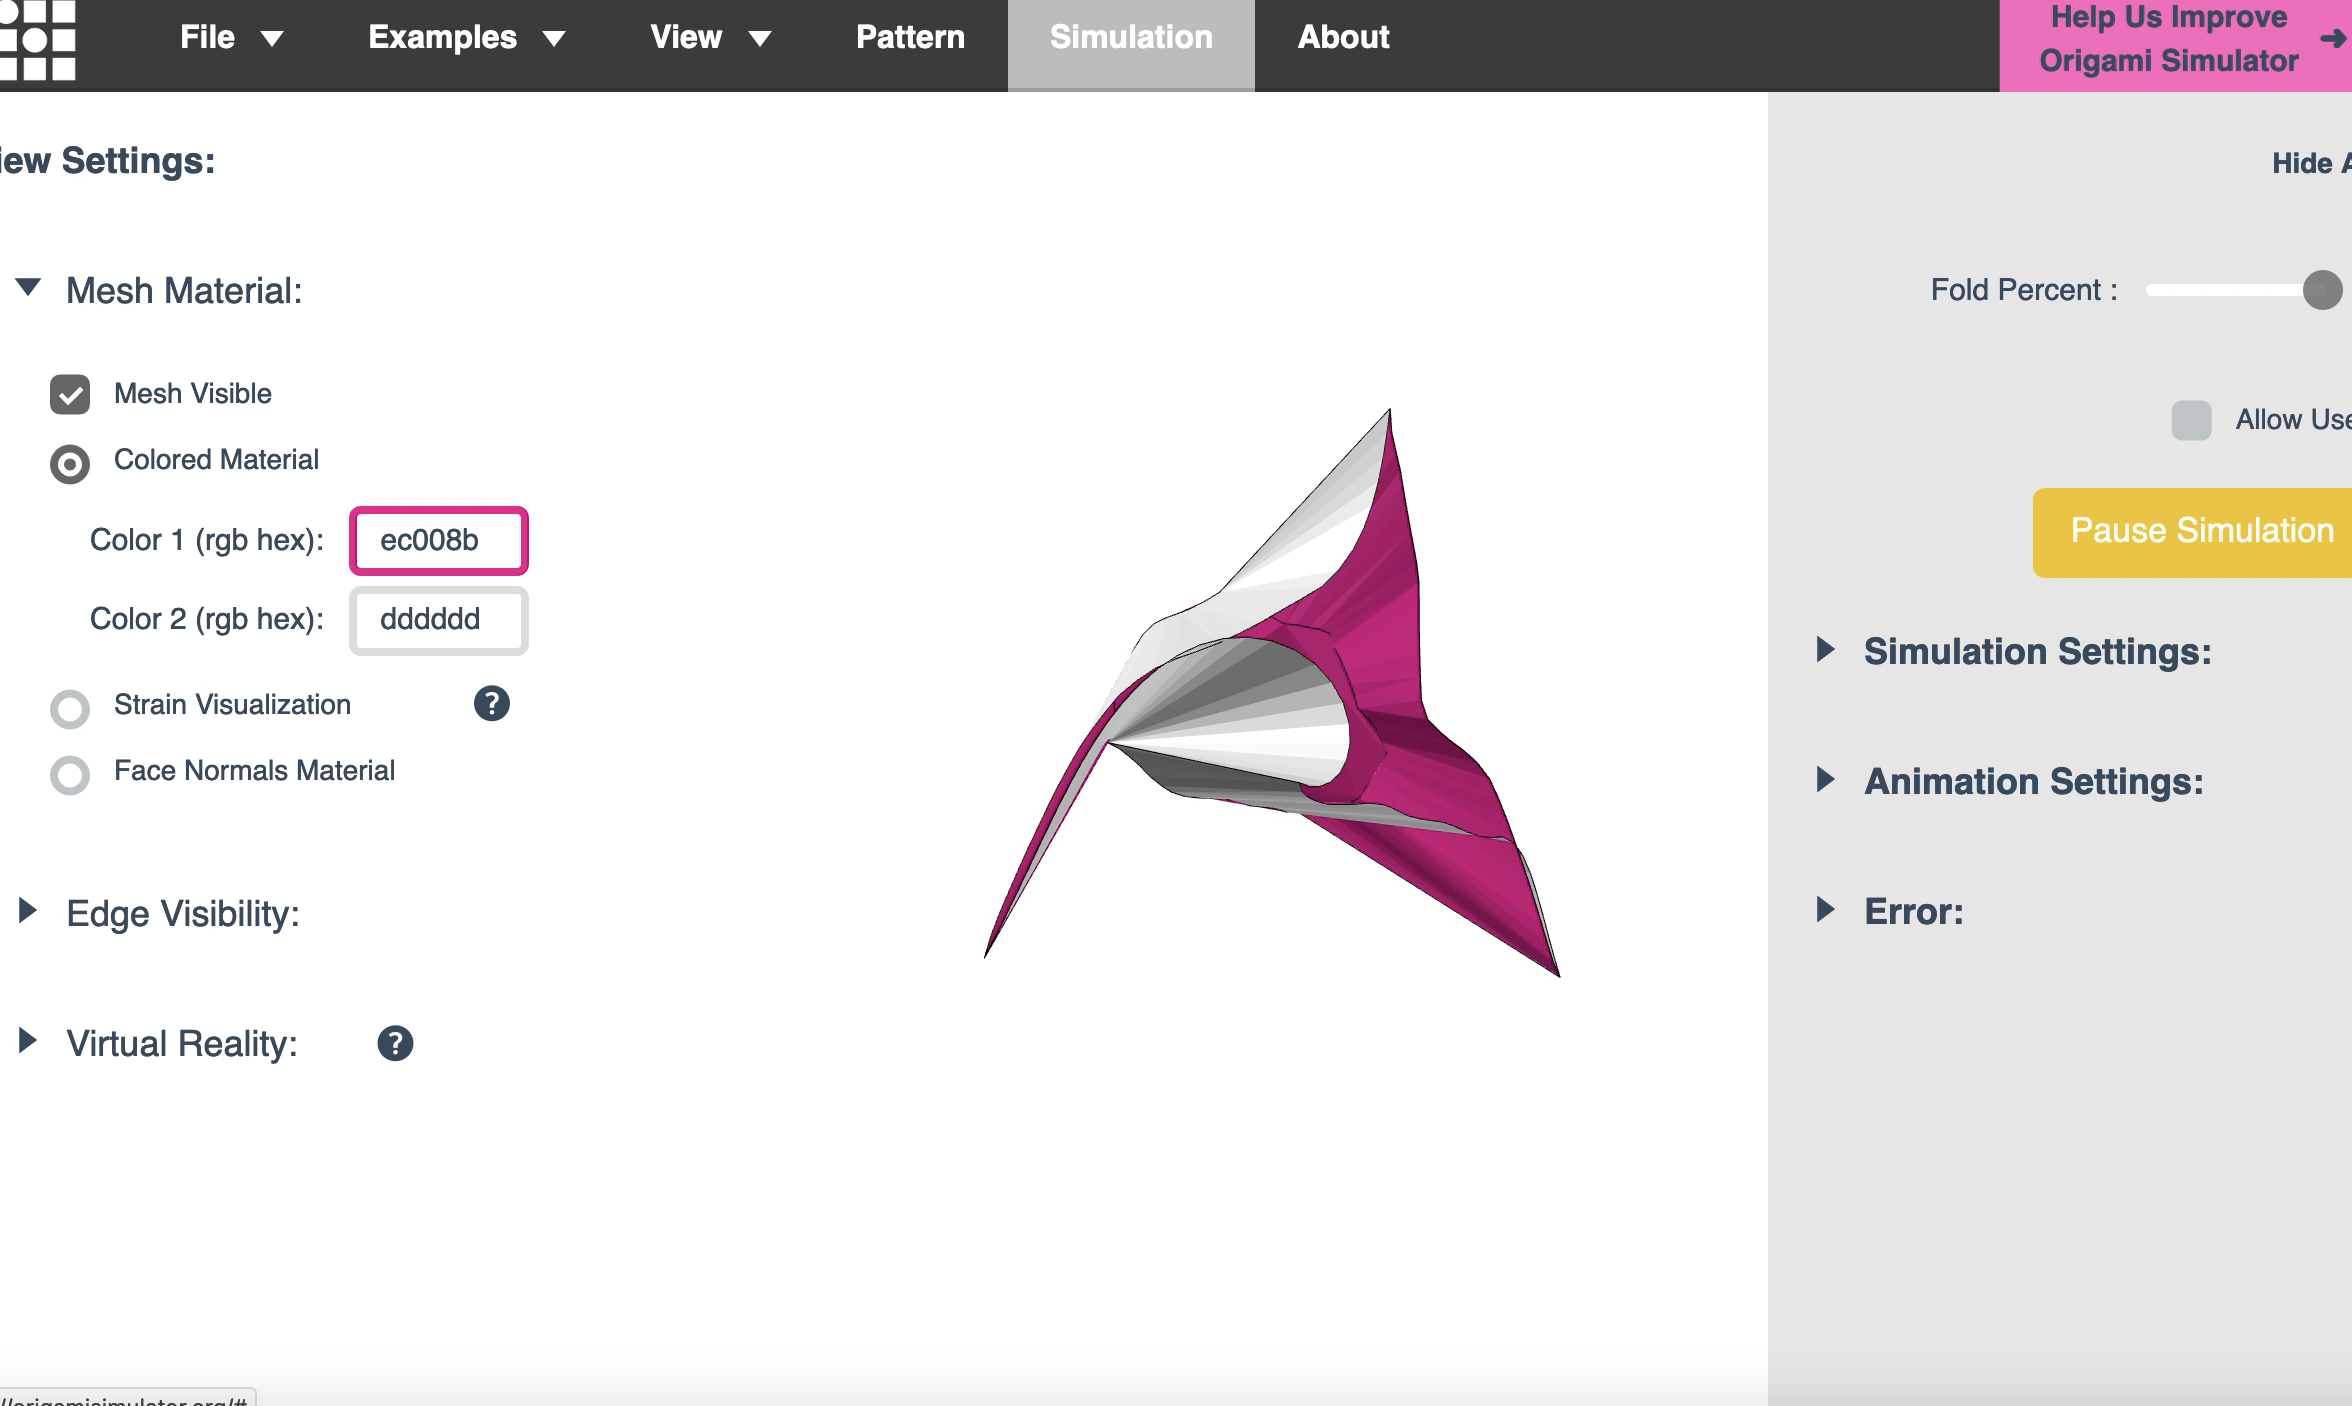 File
Examples
View
Pattern
Simulation
About
Help Us Improve
Origami Simulator
iew Settings:
Hide A
Mesh Material:
Fold Percent :
Mesh Visible
Allow Use
Colored Material
Color 1 (rgb hex): ec008b
Pause Simulation
Color 2 (rgb hex): dddddd
Simulation Settings:
Strain Visualization ?
Face Normals Material
Animation Settings:
Edge Visibility:
Error:
Virtual Reality: ?
//origamisimulator.org/#